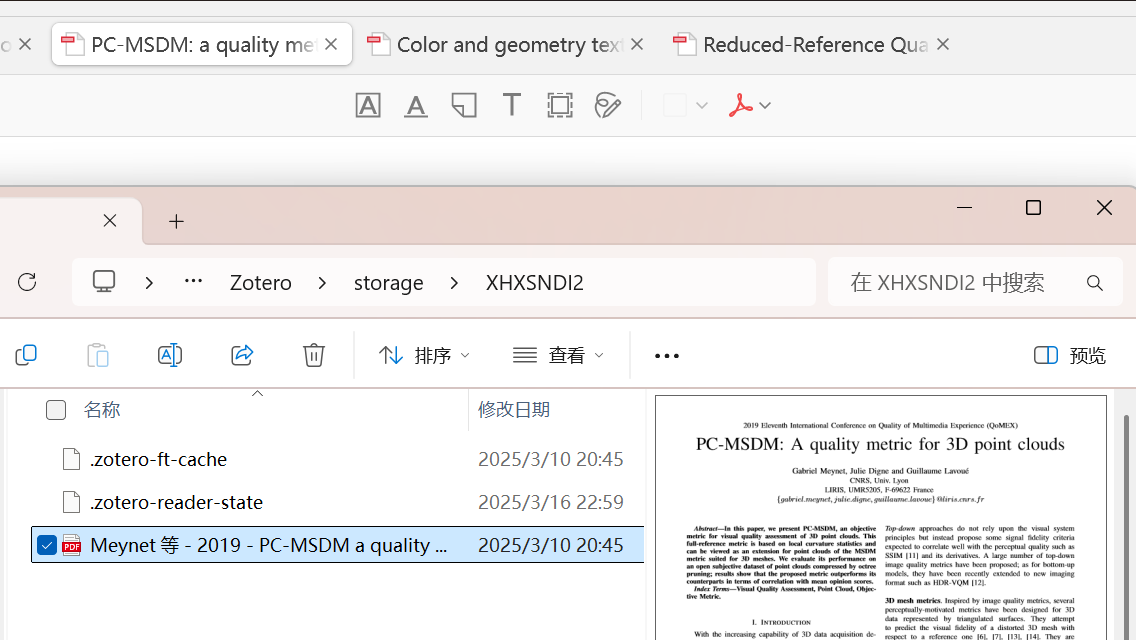 PC-MSDM: a quality me
Color and geometry tex
Reduced-Reference Qua
A A T
Zotero storage XHXSNDI2
在 XHXSNDI2 中搜索
排序 查看 预览
名称 修改日期
.zotero-ft-cache 2025/3/10 20:45
.zotero-reader-state 2025/3/16 22:59
Meynet 等 - 2019 - PC-MSDM a quality ... 2025/3/10 20:45
2019 Eleventh International Conference on Quality of Multimedia Experience (QoMEX)
PC-MSDM: A quality metric for 3D point clouds
Gabriel Meynet, Julie Digne and Guillaume Lavoué
CNRS, Univ. Lyon
LIRIS, UMR5205, F-69622 France
{gabriel.meynet, julie.digne, guillaume.lavoue} @liris.cnrs.fr
Abstract—In this paper, we present PC-MSDM, an objective
metric for visual quality assessment of 3D point clouds. This
full-reference metric is based on local curvature statistics and
can be viewed as an extension for point clouds of the MSDM
metric suited for 3D meshes. We evaluate its performance on
an open subjective dataset of point clouds compressed by octree
pruning; results show that the proposed metric outperforms its
counterparts in terms of correlation with mean opinion scores.
Index Terms—Visual Quality Assessment, Point Cloud, Objec-
tive Metric.
I. INTRODUCTION
With the increasing capability of 3D data acquisition de-
Top-down approaches do not rely upon the visual system
principles but instead propose some signal fidelity criteria
expected to correlate well with the perceptual quality such as
SSIM [11] and its derivatives. A large number of top-down
image quality metrics have been proposed; as for bottom-up
models, they have been recently extended to new imaging
format such as HDR-VQM [12].
3D mesh metrics. Inspired by image quality metrics, several
perceptually-motivated metrics have been designed for 3D
data represented by triangulated surfaces. They attempt
to predict the visual fidelity of a distorted 3D mesh with
respect to a reference one [6], [7], [13], [14]. They are